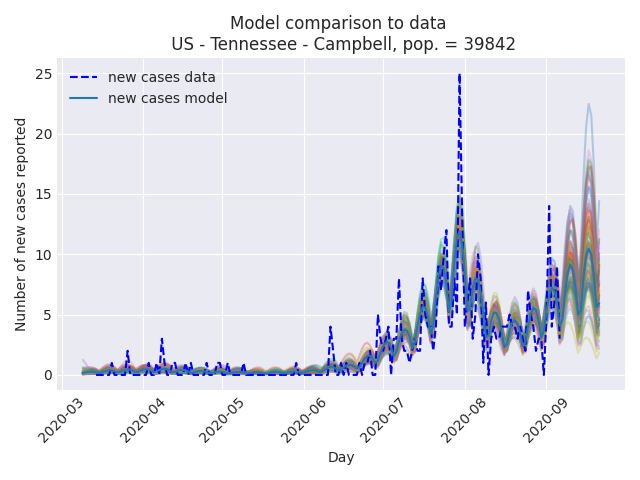 Model comparison to data
US - Tennessee - Campbell, pop. = 39842
new cases data
new cases model
Number of new cases reported
25
20
15
10
5
0
2020-03
2020-04
2020-05
2020-06
2020-07
2020-08
2020-09
Day